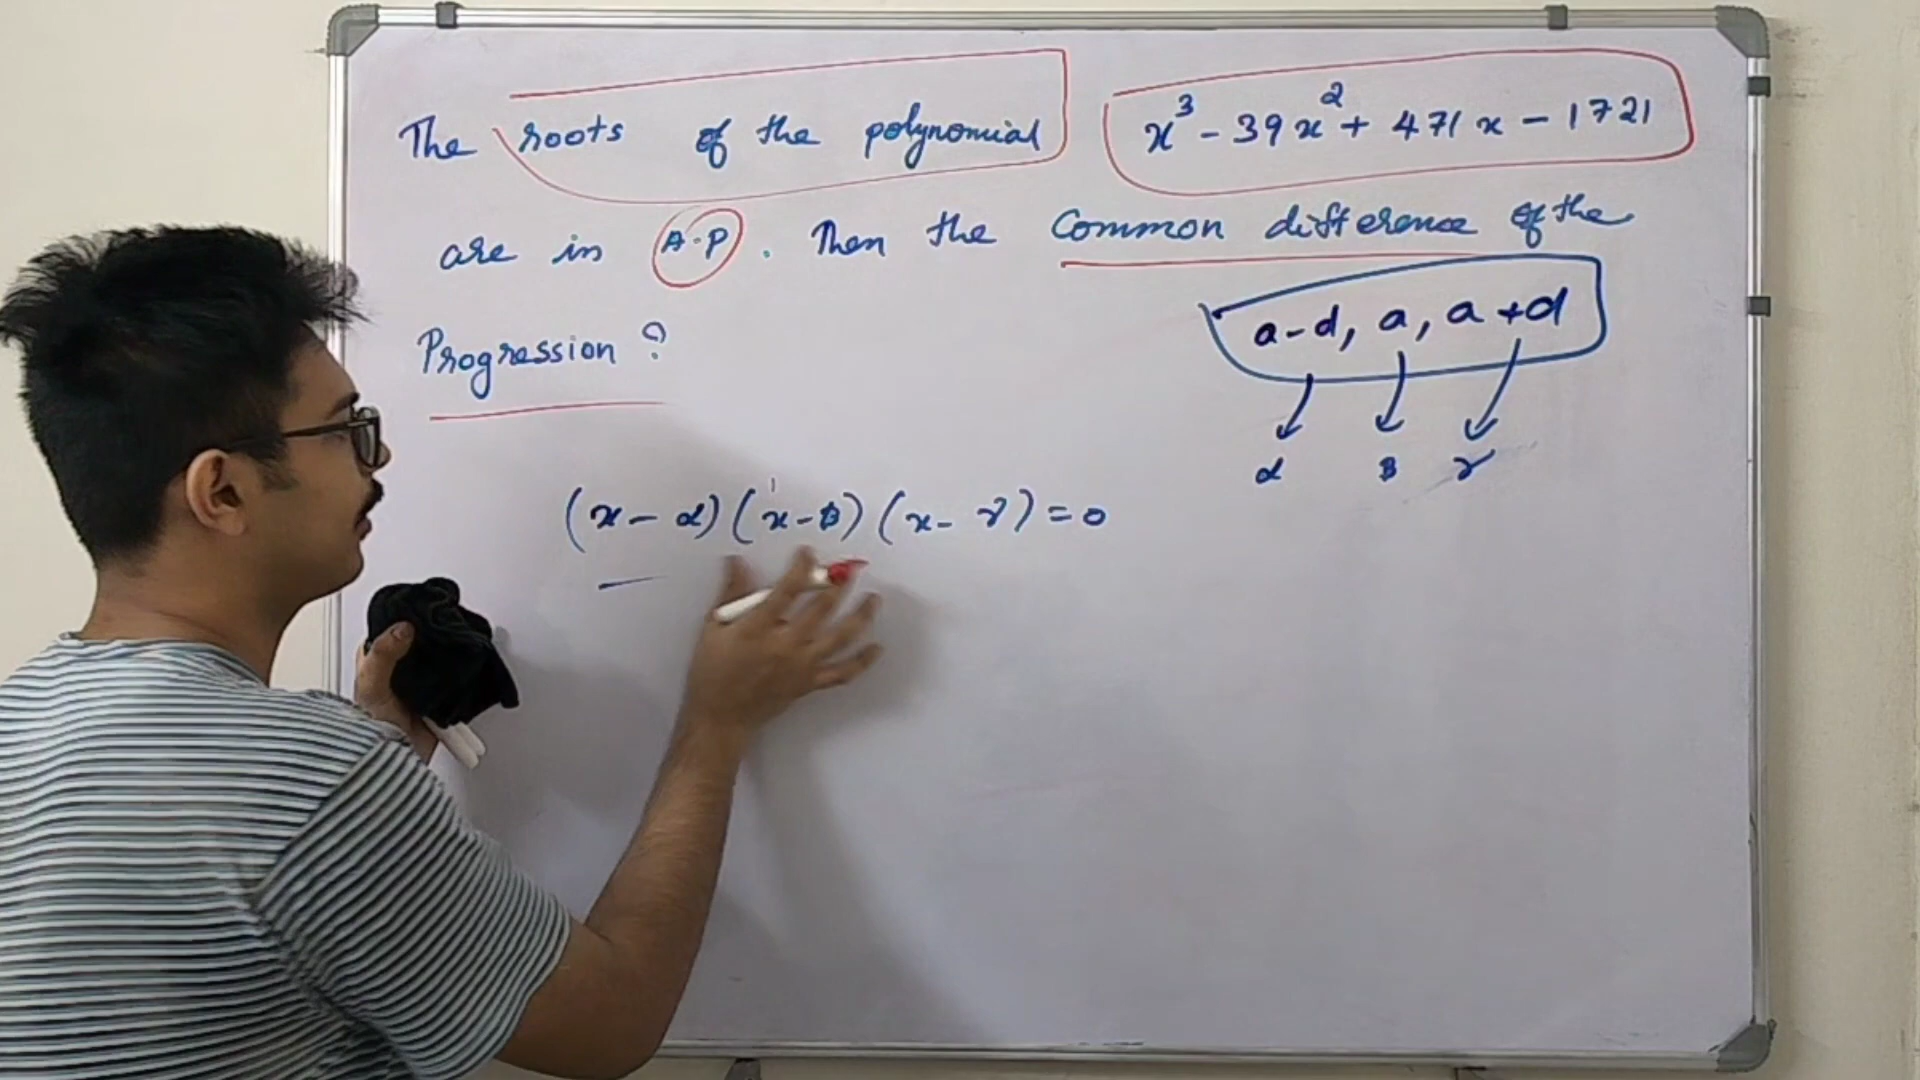 The roots of the polynomial x³ - 39x² + 471x - 1721
are in A.P. Then the Common difference of the
Progression ?
a-d, a, a+d
α β γ
(x - α)(x-β)(x- γ) = 0